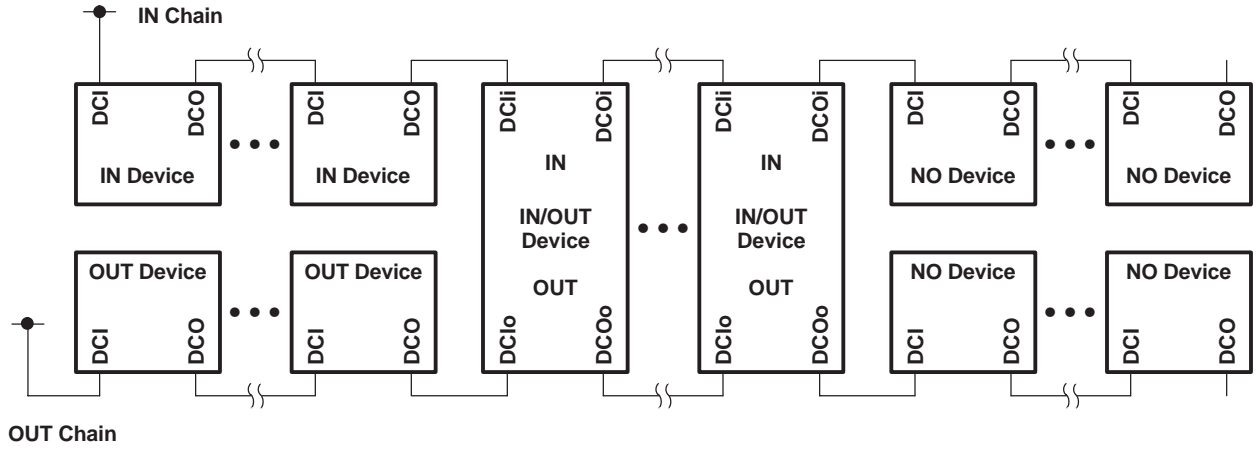 IN Chain
DCI
DCO
DCI
DCO
DCIi
DCOi
DCIi
DCOi
DCI
DCO
DCI
DCO
IN Device
IN Device
IN
IN
NO Device
NO Device
IN/OUT
Device
IN/OUT
Device
OUT Device
OUT Device
OUT
OUT
NO Device
NO Device
DCI
DCO
DCI
DCO
DCIo
DCOo
DCIo
DCOo
DCI
DCO
DCI
DCO
OUT Chain